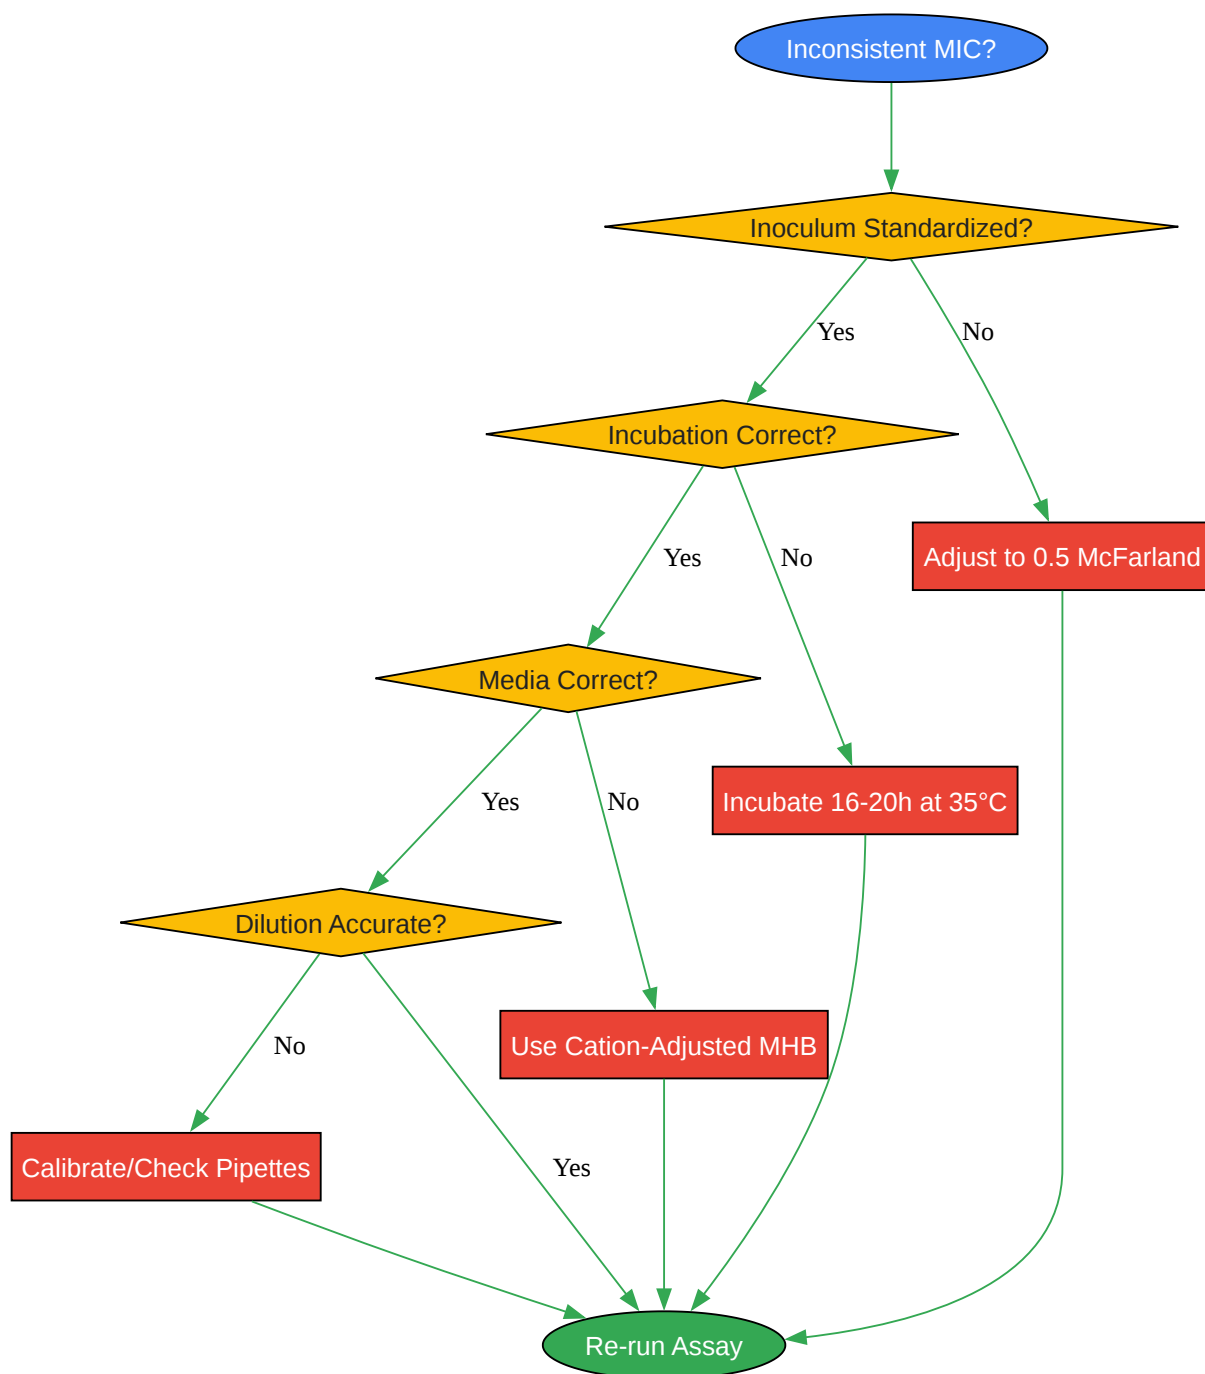 Inconsistent MIC?
Inoculum Standardized?
Yes
No
Incubation Correct?
Adjust to 0.5 McFarland
Yes
No
Media Correct?
Incubate 16-20h at 35°C
Yes
No
Dilution Accurate?
Use Cation-Adjusted MHB
No
Yes
Calibrate/Check Pipettes
Re-run Assay